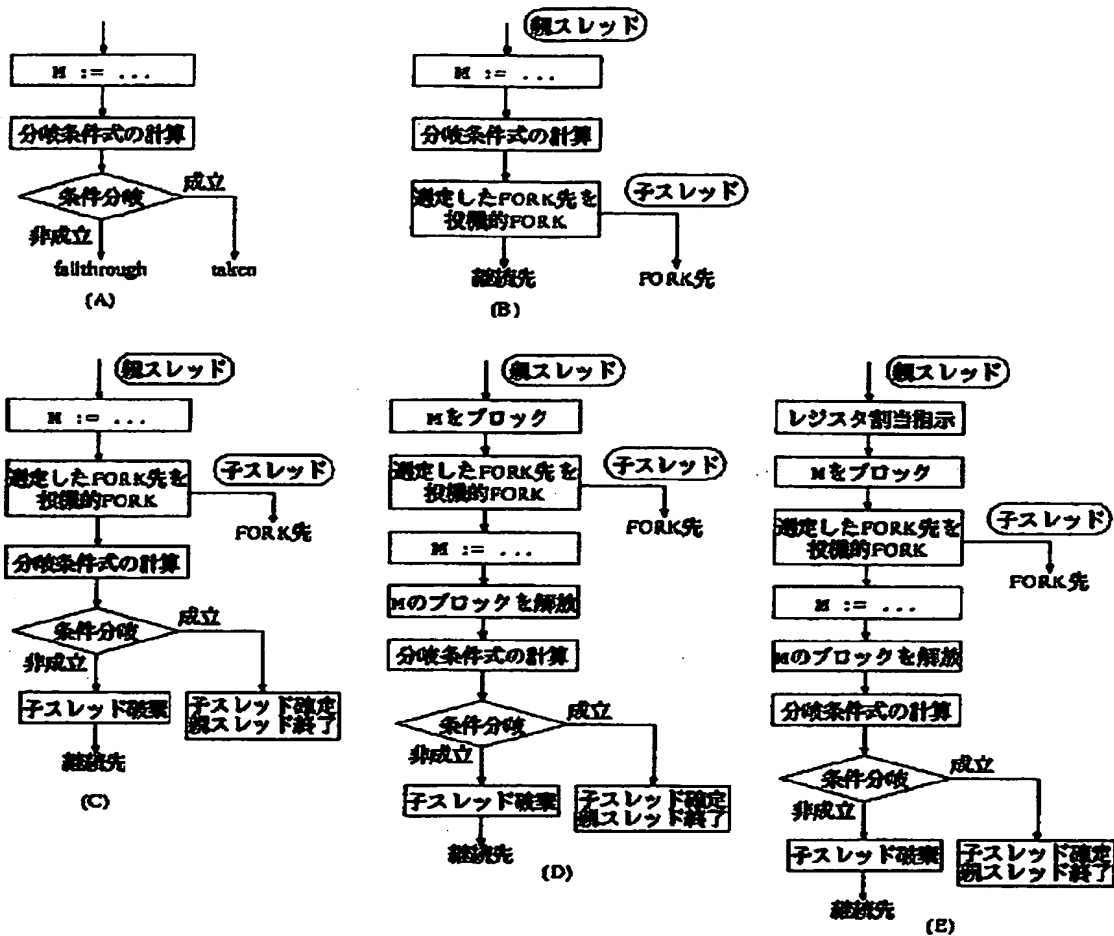 M := ...
分岐条件式の計算
条件分岐
成立
非成立
fallthrough
taken
(A)
親スレッド
M := ...
分岐条件式の計算
選定したFORK先を
投機的FORK
子スレッド
継続先
FORK先
(B)
親スレッド
M := ...
選定したFORK先を
投機的FORK
子スレッド
FORK先
分岐条件式の計算
条件分岐
成立
非成立
子スレッド破棄
子スレッド確定
親スレッド終了
継続先
(C)
親スレッド
Mをブロック
選定したFORK先を
投機的FORK
子スレッド
FORK先
M := ...
Mのブロックを解放
分岐条件式の計算
条件分岐
成立
非成立
子スレッド破棄
子スレッド確定
親スレッド終了
継続先
(D)
親スレッド
レジスタ割当指示
Mをブロック
選定したFORK先を
投機的FORK
子スレッド
FORK先
M := ...
Mのブロックを解放
分岐条件式の計算
条件分岐
成立
非成立
子スレッド破棄
子スレッド確定
親スレッド終了
継続先
(E)